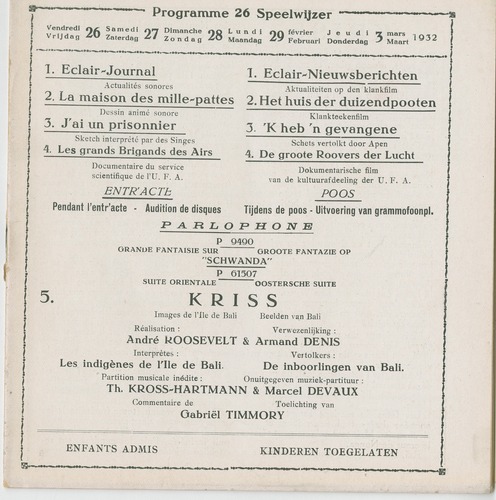 Programme 26 Speelwijzer
Vendredi Vrijdag 26 Samedi Zaterdag 27 Dimanche Zondag 28 Lundi Maandag 29 février Februari Jeudi Donderdag 3 mars Maart 1932
1. Eclair-Journal
Actualités sonores
2. La maison des mille-pattes
Dessin animé sonore
3. J'ai un prisonnier
Sketch interprété par des Singes
4. Les grands Brigands des Airs
Documentaire du service
scientifique de l'U. F. A.
ENTR'ACTE
Pendant l'entr'acte - Audition de disques
1. Eclair-Nieuwsberichten
Aktualiteiten op den klankfilm
2. Het huis der duizendpooten
Klankteekenfilm
3. 'K heb 'n gevangene
Schets vertolkt door Apen
4. De groote Roovers der Lucht
Dokumentarische film
van de kultuurafdeeling der U. F. A.
POOS
Tijdens de poos - Uitvoering van grammofoonpl.
PARLOPHONE
P 9490
GRANDE FANTAISIE SUR GROOTE FANTAZIE OP
"SCHWANDA"
P 61507
SUITE ORIENTALE OOSTERSCHE SUITE
5. KRISS
Images de l'Ile de Bali Beelden van Bali
Réalisation : Verwezenlijking :
André ROOSEVELT & Armand DENIS
Interprètes : Vertolkers :
Les indigènes de l'Ile de Bali. De inboorlingen van Bali.
Partition musicale inédite : Onuitgegeven muziek-partituur :
Th. KROSS-HARTMANN & Marcel DEVAUX
Commentaire de Toelichting van
Gabriël TIMMORY
ENFANTS ADMIS KINDEREN TOEGELATEN